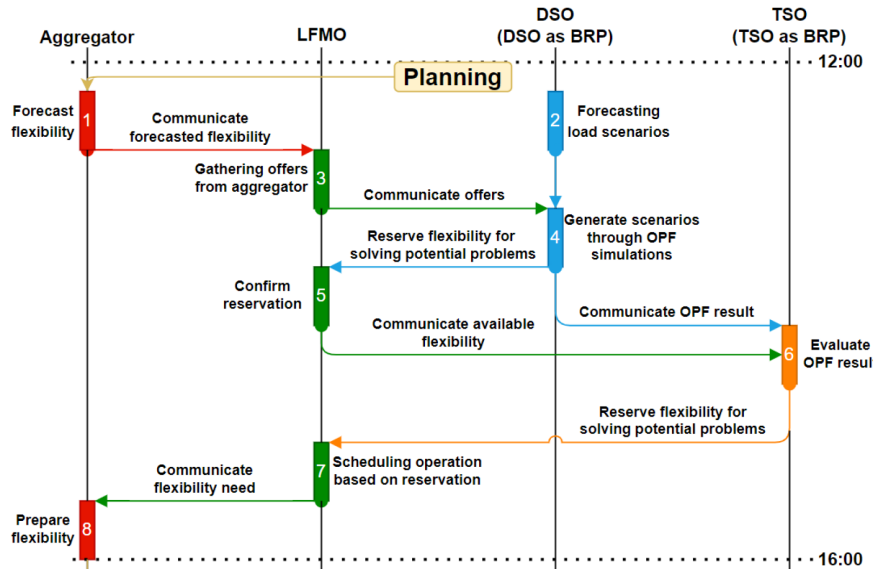 Aggregator
LFMO
DSO
(DSO as BRP)
TSO
(TSO as BRP)
12:00
Planning
Forecast
flexibility
1
Communicate
forecasted flexibility
2
Forecasting
load scenarios
Gathering offers
from aggregator
3
Communicate offers
4
Generate scenarios
through OPF
simulations
Reserve flexibility for
solving potential problems
Confirm
reservation
5
Communicate OPF result
Communicate available
flexibility
6
Evaluate
OPF result
Reserve flexibility for
solving potential problems
7
Scheduling operation
based on reservation
Communicate
flexibility need
Prepare
flexibility
8
16:00